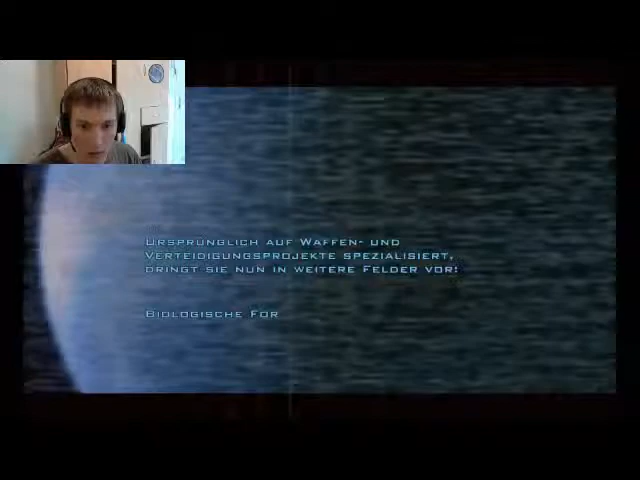 Ursprünglich auf Waffen- und
Verteidigungsprojekte spezialisiert,
dringt sie nun in weitere Felder vor:
Biologische For